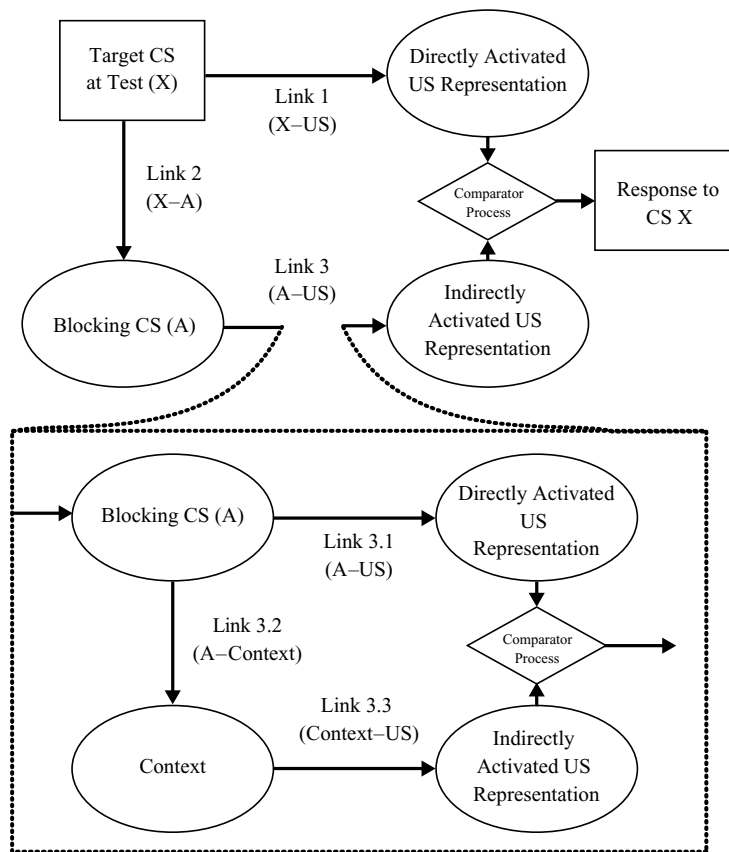 Target CS
at Test (X)
Link 1
(X–US)
Directly Activated
US Representation
Link 2
(X–A)
Comparator
Process
Response to
CS X
Blocking CS (A)
Link 3
(A–US)
Indirectly
Activated US
Representation
Blocking CS (A)
Link 3.1
(A–US)
Directly Activated
US
Representation
Link 3.2
(A–Context)
Comparator
Process
Context
Link 3.3
(Context–US)
Indirectly
Activated US
Representation